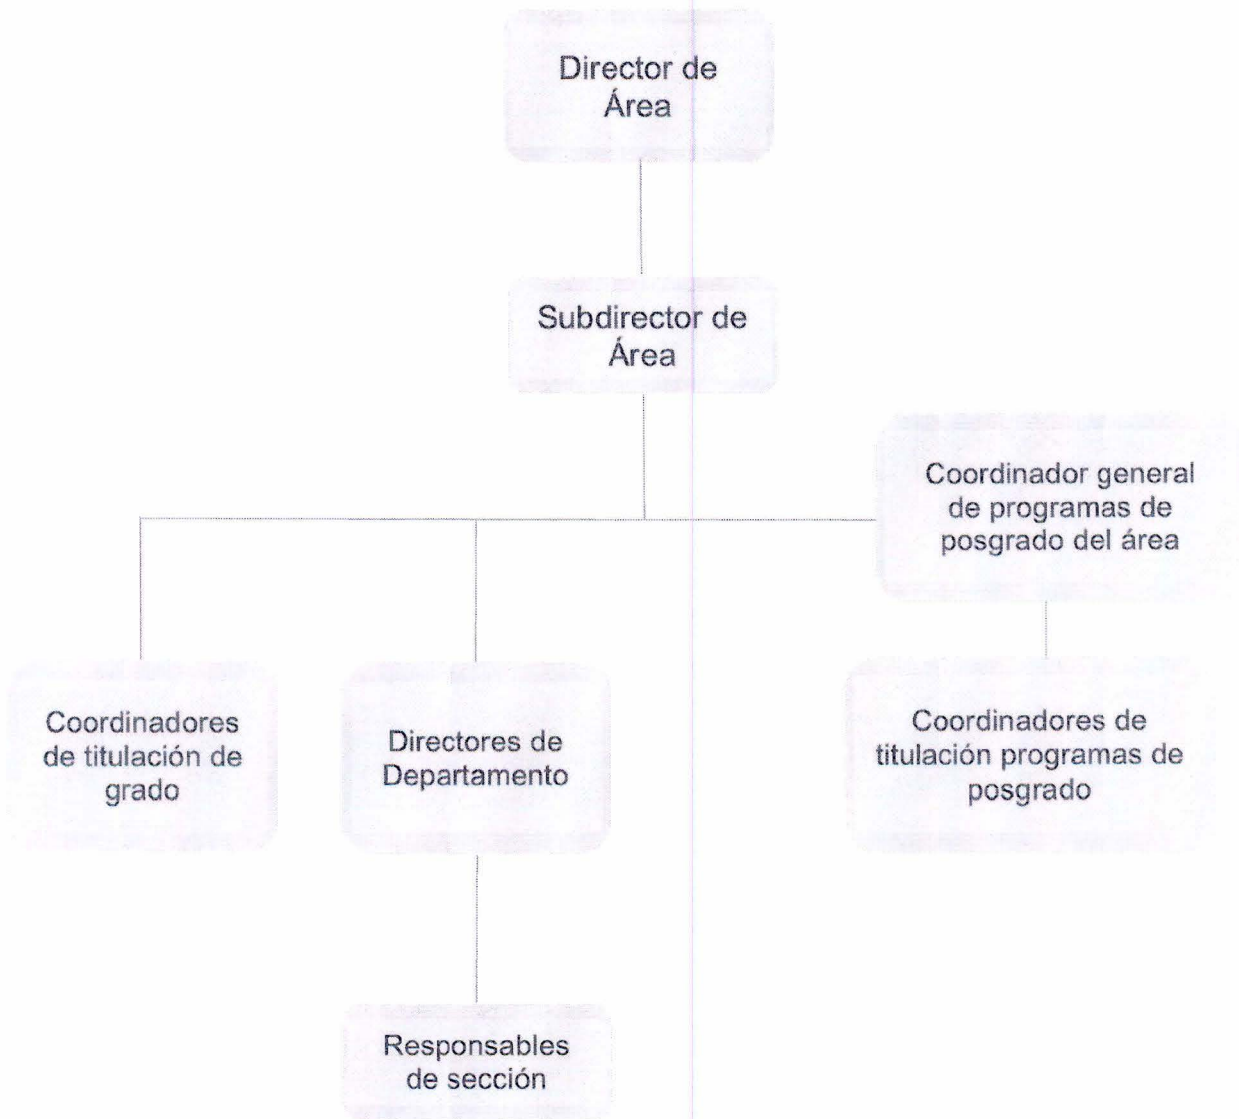 Director de
Área
Subdirector de
Área
Coordinador general
de programas de
posgrado del área
Coordinadores
de titulación de
grado
Directores de
Departamento
Coordinadores de
titulación programas de
posgrado
Responsables
de sección